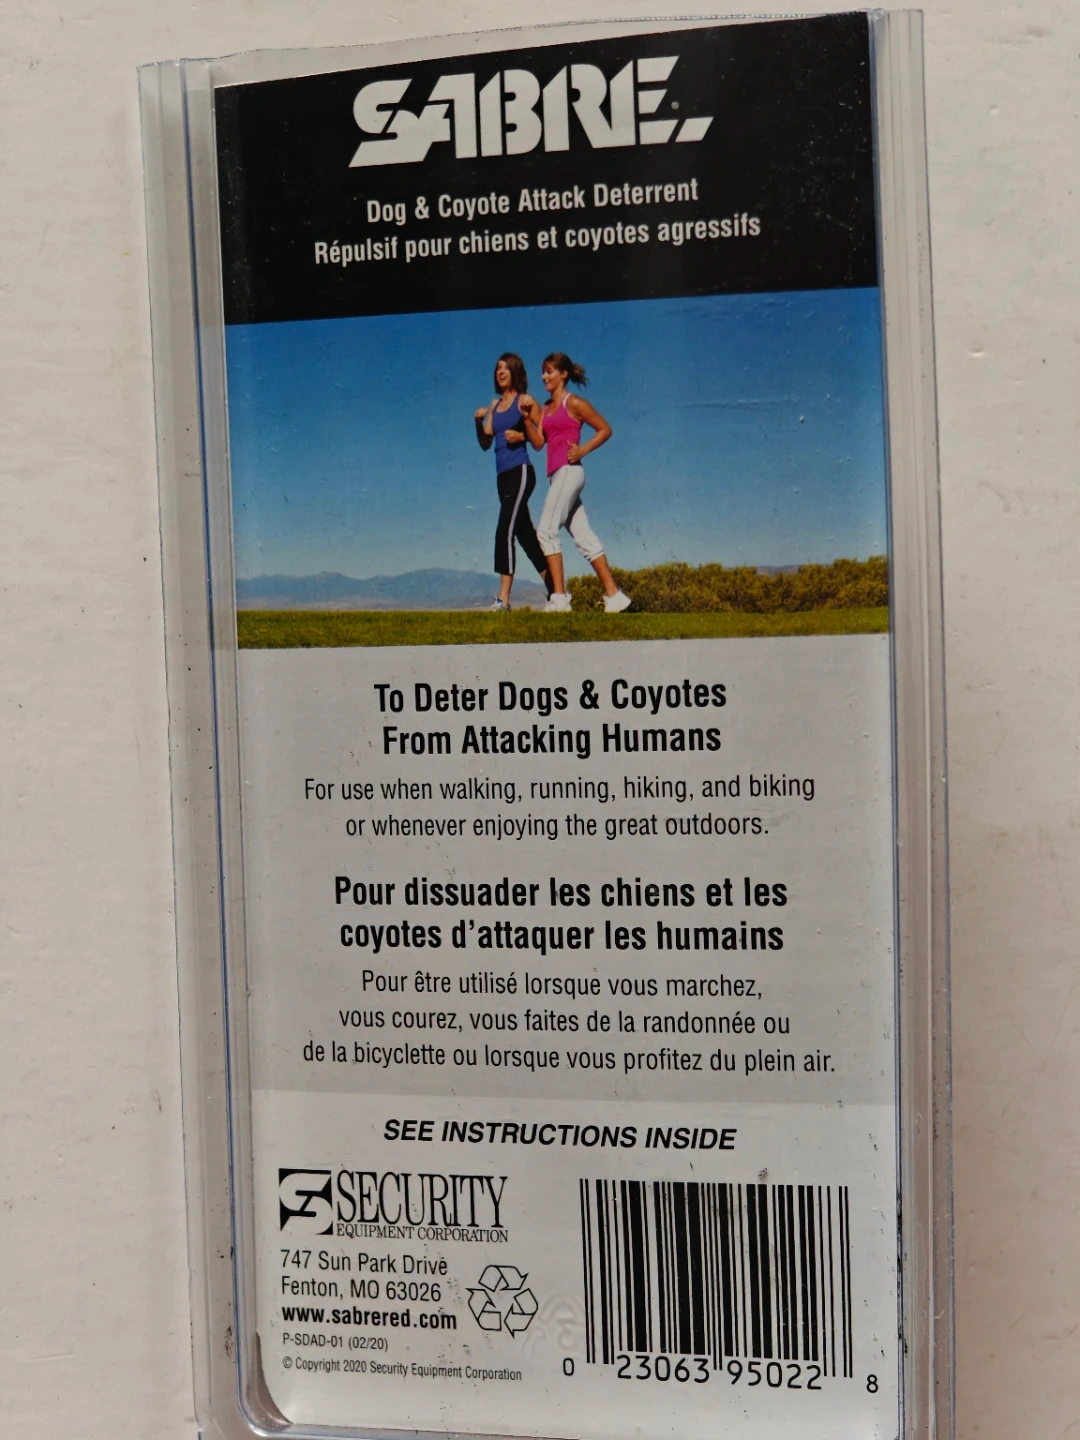 SABRE®
Dog & Coyote Attack Deterrent
Répulsif pour chiens et coyotes agressifs
To Deter Dogs & Coyotes
From Attacking Humans
For use when walking, running, hiking, and biking
or whenever enjoying the great outdoors.
Pour dissuader les chiens et les
coyotes d'attaquer les humains
Pour être utilisé lorsque vous marchez,
vous courez, vous faites de la randonnée ou
de la bicyclette ou lorsque vous profitez du plein air.
SEE INSTRUCTIONS INSIDE
SECURITY
EQUIPMENT CORPORATION
747 Sun Park Drive
Fenton, MO 63026
www.sabrered.com
P-SDAD-01 (02/20)
© Copyright 2020 Security Equipment Corporation
0 23063 95022 8